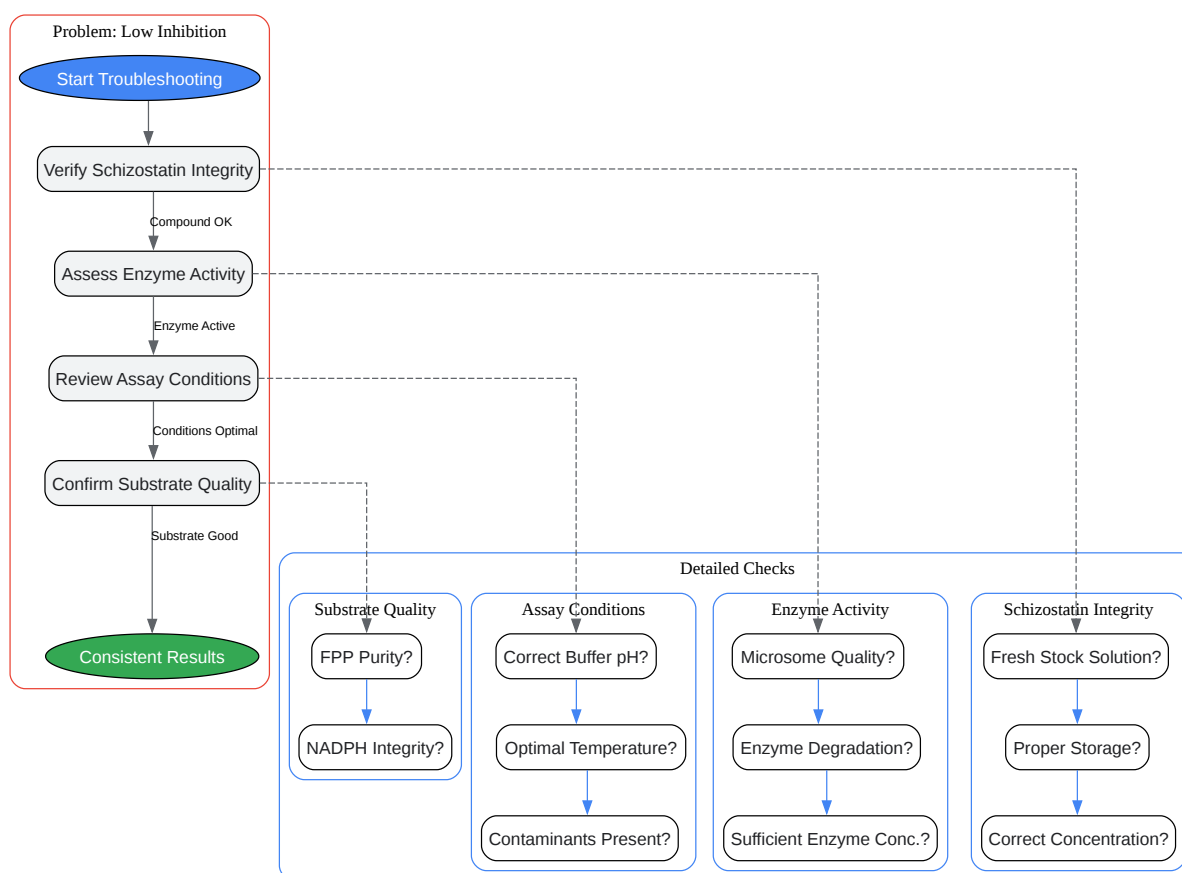 Problem: Low Inhibition
Start Troubleshooting
Verify Schizostatin Integrity
Compound OK
Assess Enzyme Activity
Enzyme Active
Review Assay Conditions
Conditions Optimal
Confirm Substrate Quality
Substrate Good
Consistent Results
Detailed Checks
Substrate Quality
FPP Purity?
NADPH Integrity?
Assay Conditions
Correct Buffer pH?
Optimal Temperature?
Contaminants Present?
Enzyme Activity
Microsome Quality?
Enzyme Degradation?
Sufficient Enzyme Conc.?
Schizostatin Integrity
Fresh Stock Solution?
Proper Storage?
Correct Concentration?